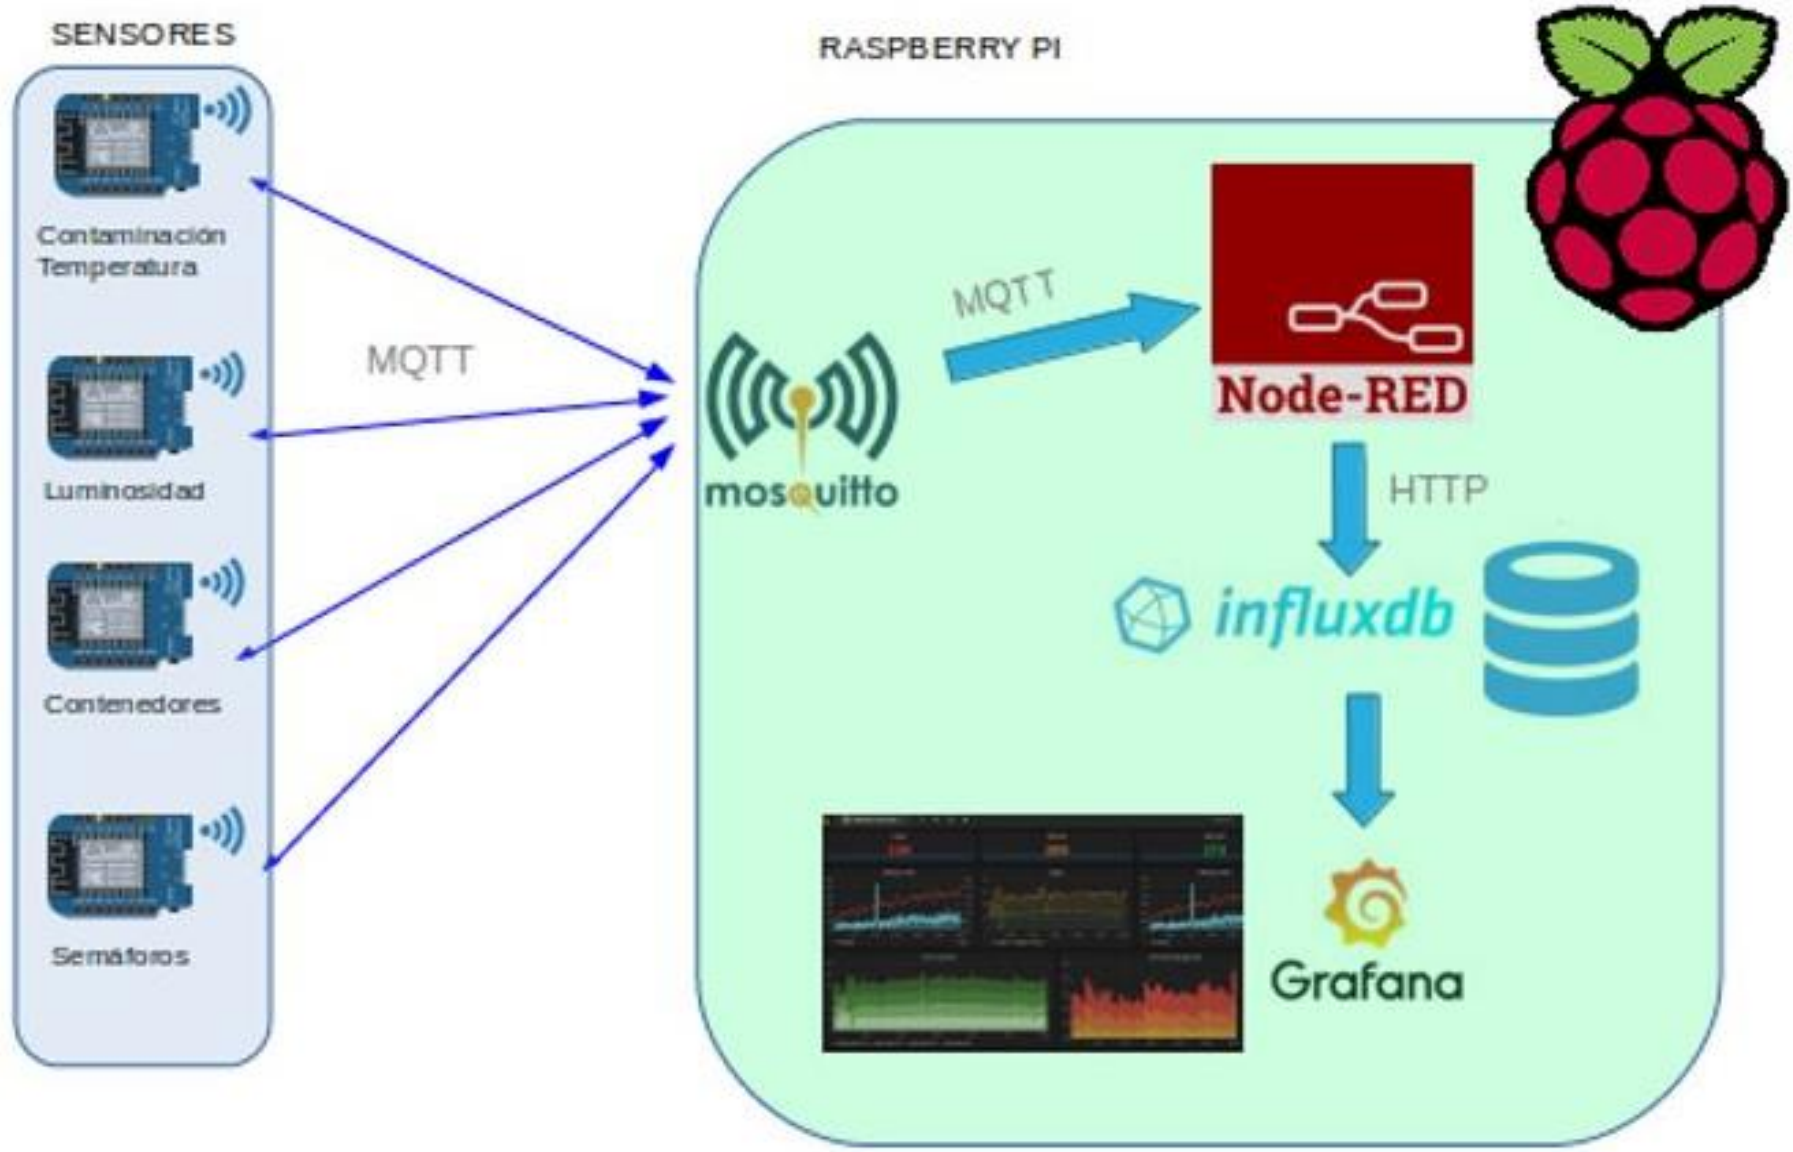 SENSORES
RASPBERRY PI
Contaminación
Temperatura
MQTT
MQTT
Node-RED
mosquitto
Luminosidad
HTTP
influxdb
Contenedores
Semáforos
Grafana